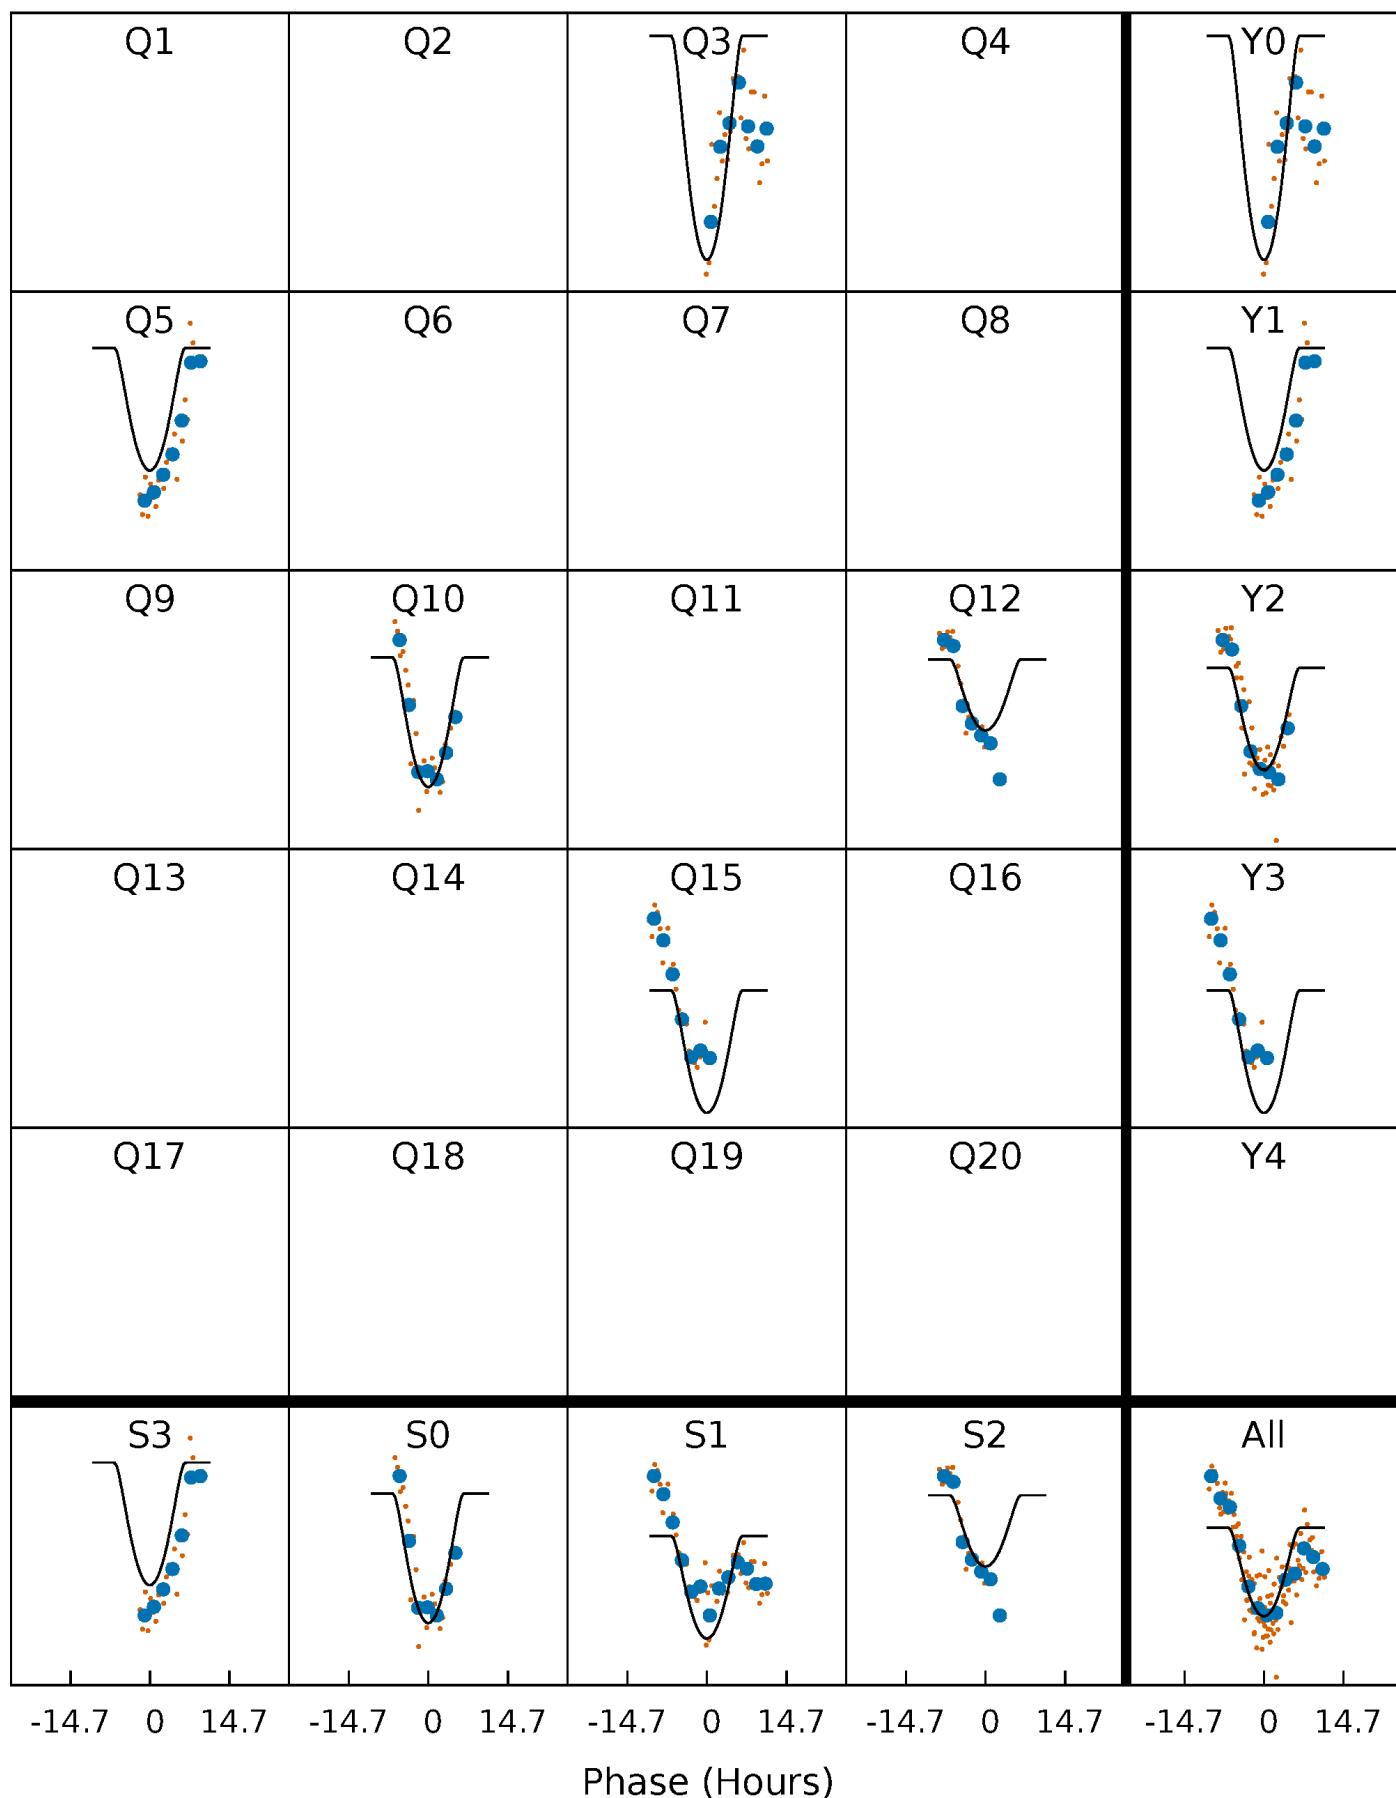 Q1 Q2 Q3 Q4 Y0
Q5 Q6 Q7 Q8 Y1
Q9 Q10 Q11 Q12 Y2
Q13 Q14 Q15 Q16 Y3
Q17 Q18 Q19 Q20 Y4
S3 S0 S1 S2 All
-14.7 0 14.7 -14.7 0 14.7 -14.7 0 14.7 -14.7 0 14.7 -14.7 0 14.7
Phase (Hours)